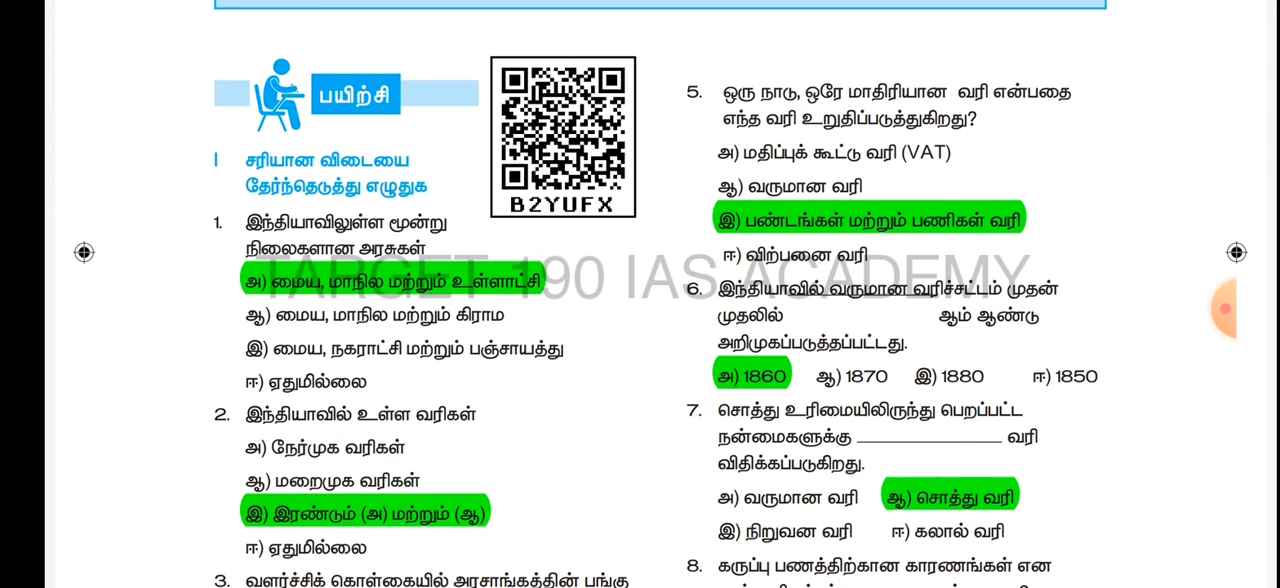 பயிற்சி
B2YUFX
I சரியான விடையை
தேர்ந்தெடுத்து எழுதுக
1. இந்தியாவிலுள்ள மூன்று
நிலைகளான அரசுகள்
அ) மைய, மாநில மற்றும் உள்ளாட்சி
ஆ) மைய, மாநில மற்றும் கிராம
இ) மைய, நகராட்சி மற்றும் பஞ்சாயத்து
ஈ) ஏதுமில்லை
2. இந்தியாவில் உள்ள வரிகள்
அ) நேர்முக வரிகள்
ஆ) மறைமுக வரிகள்
இ) இரண்டும் (அ) மற்றும் (ஆ)
ஈ) ஏதுமில்லை
3. வளர்ச்சிக் கொள்கையில் அரசாங்கத்தின் பங்கு
5. ஒரு நாடு, ஒரே மாதிரியான வரி என்பதை
எந்த வரி உறுதிப்படுத்துகிறது?
அ) மதிப்புக் கூட்டு வரி (VAT)
ஆ) வருமான வரி
இ) பண்டங்கள் மற்றும் பணிகள் வரி
ஈ) விற்பனை வரி
6. இந்தியாவில் வருமான வரிச்சட்டம் முதன்
முதலில் ____________ ஆம் ஆண்டு
அறிமுகப்படுத்தப்பட்டது.
அ) 1860 ஆ) 1870 இ) 1880 ஈ) 1850
7. சொத்து உரிமையிலிருந்து பெறப்பட்ட
நன்மைகளுக்கு ____________ வரி
விதிக்கப்படுகிறது.
அ) வருமான வரி ஆ) சொத்து வரி
இ) நிறுவன வரி ஈ) கலால் வரி
8. கருப்பு பணத்திற்கான காரணங்கள் என
TARGET 190 IAS ACADEMY